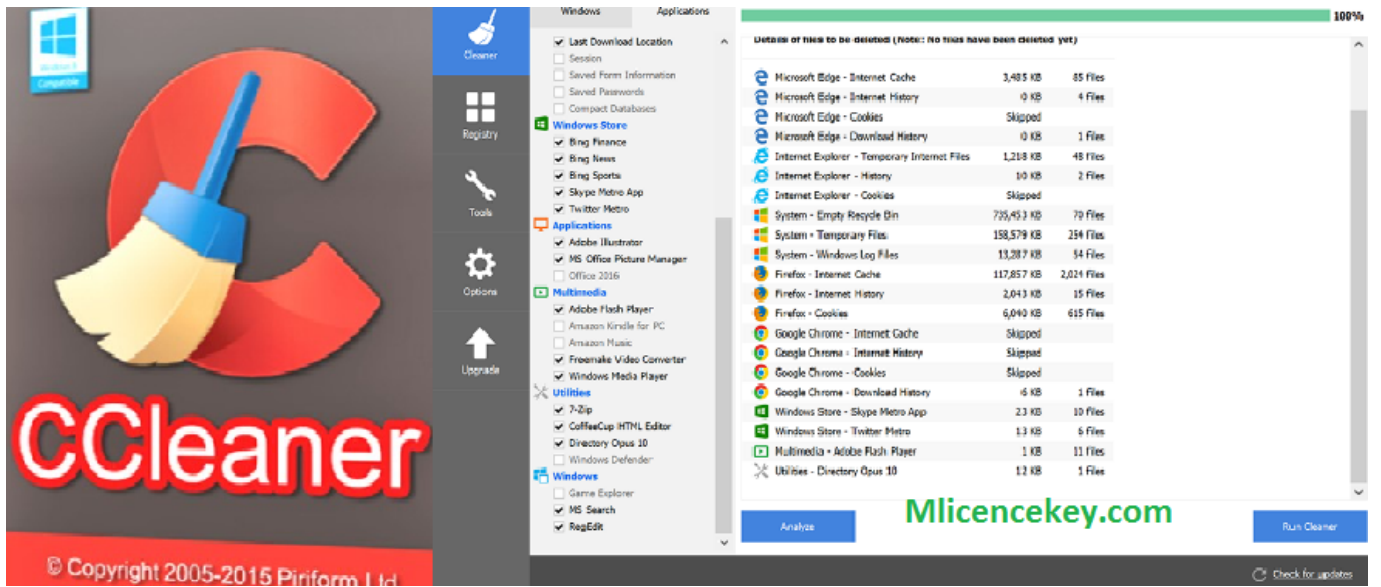 Windows Applications
Compatible
CCleaner
© Copyright 2005-2015 Piriform Ltd
Cleaner
Registry
Tools
Options
Upgrade
Last Download Location
Session
Saved Form Information
Saved Passwords
Compact Databases
Windows Store
Bing Finance
Bing News
Bing Sports
Skype Metro App
Twitter Metro
Applications
Adobe Illustrator
MS Office Picture Manager
Office 2016
Multimedia
Adobe Flash Player
Amazon Kindle for PC
Amazon Music
Freemake Video Converter
Windows Media Player
Utilities
7-Zip
CoffeeCup HTML Editor
Directory Opus 10
Windows Defender
Windows
Game Explorer
MS Search
RegEdit
100%
Details of files to be deleted (Note: No files have been deleted yet)
Microsoft Edge - Internet Cache 3,485 KB 85 files
Microsoft Edge - Internet History 0 KB 4 files
Microsoft Edge - Cookies Skipped
Microsoft Edge - Download History 0 KB 1 files
Internet Explorer - Temporary Internet Files 1,218 KB 48 files
Internet Explorer - History 10 KB 2 files
Internet Explorer - Cookies Skipped
System - Empty Recycle Bin 735,453 KB 70 files
System - Temporary Files 158,579 KB 254 files
System - Windows Log Files 13,287 KB 54 files
Firefox - Internet Cache 117,857 KB 2,024 files
Firefox - Internet History 2,043 KB 15 files
Firefox - Cookies 6,040 KB 615 files
Google Chrome - Internet Cache Skipped
Google Chrome - Internet History Skipped
Google Chrome - Cookies Skipped
Google Chrome - Download History 6 KB 1 files
Windows Store - Skype Metro App 23 KB 10 files
Windows Store - Twitter Metro 13 KB 6 files
Multimedia - Adobe Flash Player 1 KB 11 files
Utilities - Directory Opus 10 12 KB 1 files
Mlicencekey.com
Analyze
Run Cleaner
Check for updates